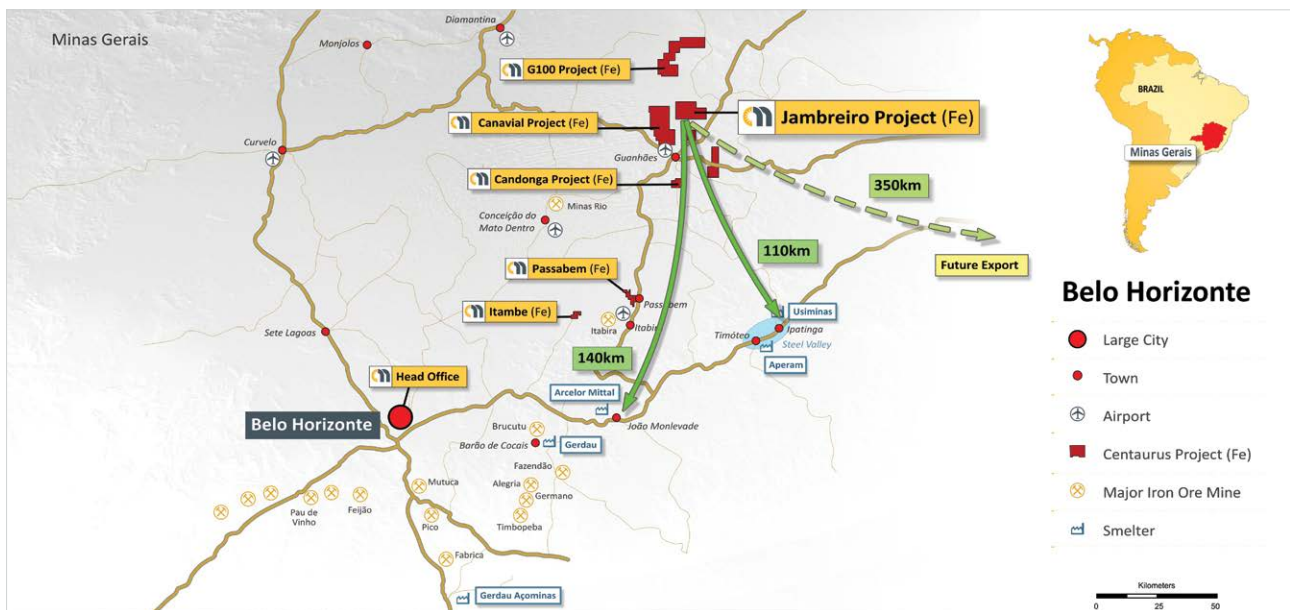 Minas Gerais
Diamantina
Monjolos
G100 Project (Fe)
Canavial Project (Fe)
Jambreiro Project (Fe)
Curvelo
Guanhães
Candonga Project (Fe)
Minas Rio
Conceição do
Mato Dentro
350km
110km
Future Export
Passabem (Fe)
Passabem
Itambe (Fe)
Itabira
Sete Lagoas
140km
Usiminas
Ipatinga
Timóteo
Steel Valley
Aperam
Head Office
Arcelor Mittal
Belo Horizonte
João Monlevade
Brucutu
Barão de Cocais
Gerdau
Fazendão
Mutuca
Alegria
Germano
Pau de
Vinho
Feijão
Pico
Timbopeba
Fabrica
Gerdau Açominas
BRAZIL
Minas Gerais
Belo Horizonte
Large City
Town
Airport
Centaurus Project (Fe)
Major Iron Ore Mine
Smelter
Kilometers
0 25 50